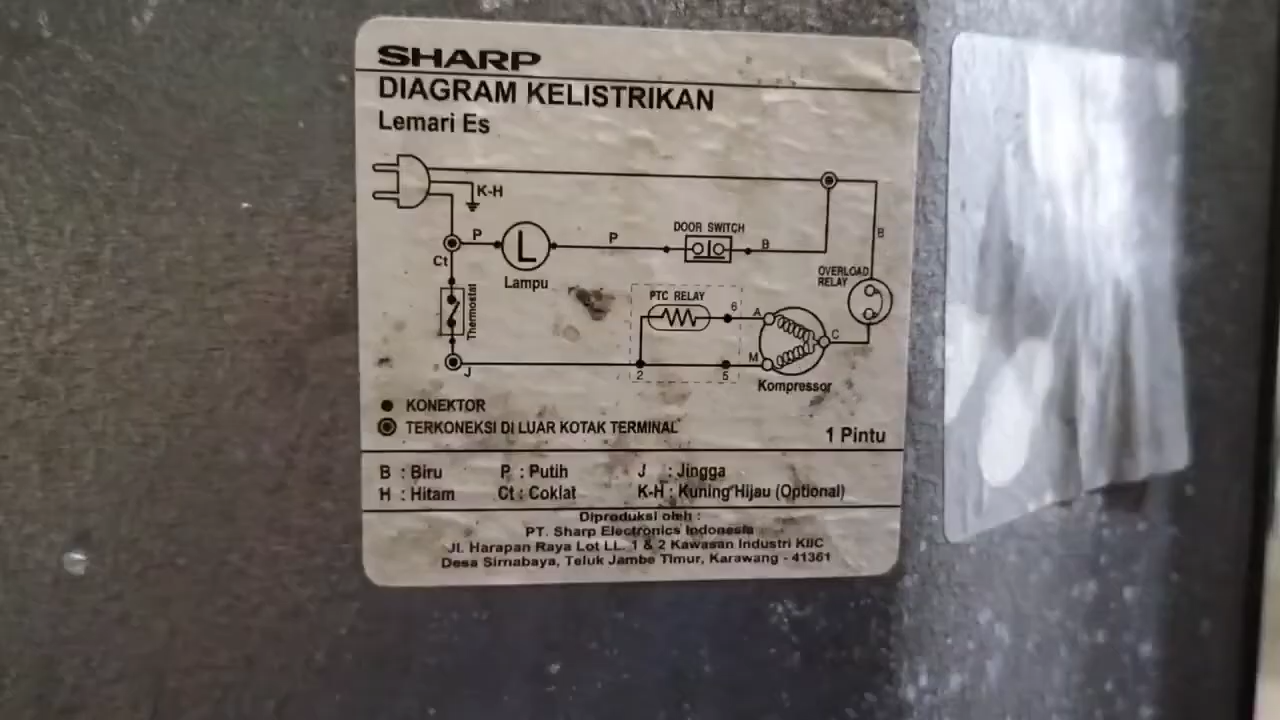 SHARP
DIAGRAM KELISTRIKAN
Lemari Es
K-H
P
L
P
DOOR SWITCH
B
B
Ct
Lampu
Thermostat
OVERLOAD
RELAY
PTC RELAY
6
A
C
M
2
5
J
Kompressor
KONEKTOR
TERKONEKSI DI LUAR KOTAK TERMINAL
1 Pintu
B : Biru P : Putih J : Jingga
H : Hitam Ct : Coklat K-H : Kuning Hijau (Optional)
Diproduksi oleh :
PT. Sharp Electronics Indonesia
Jl. Harapan Raya Lot LL. 1 & 2 Kawasan Industri KIIC
Desa Sirnabaya, Teluk Jambe Timur, Karawang - 41361